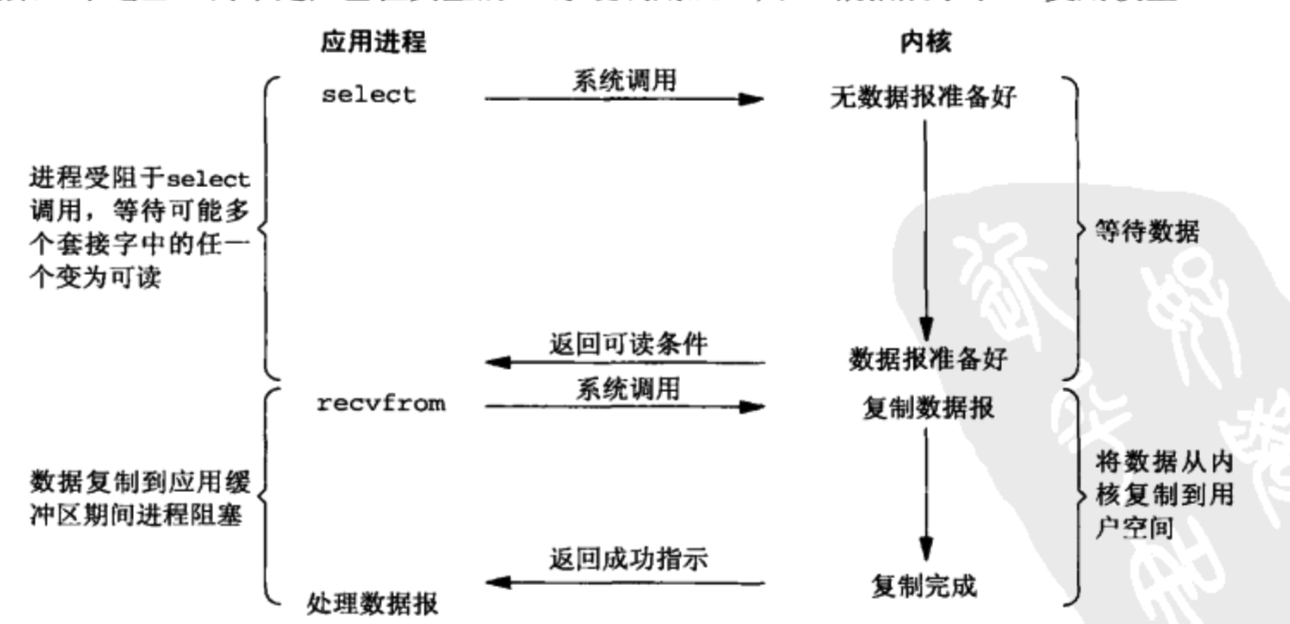 应用进程
内核
select
系统调用
无数据报准备好
进程受阻于select
调用，等待可能多
个套接字中的任一
个变为可读
等待数据
返回可读条件
数据报准备好
recvfrom
系统调用
复制数据报
数据复制到应用缓
冲区期间进程阻塞
将数据从内
核复制到用
户空间
返回成功指示
复制完成
处理数据报